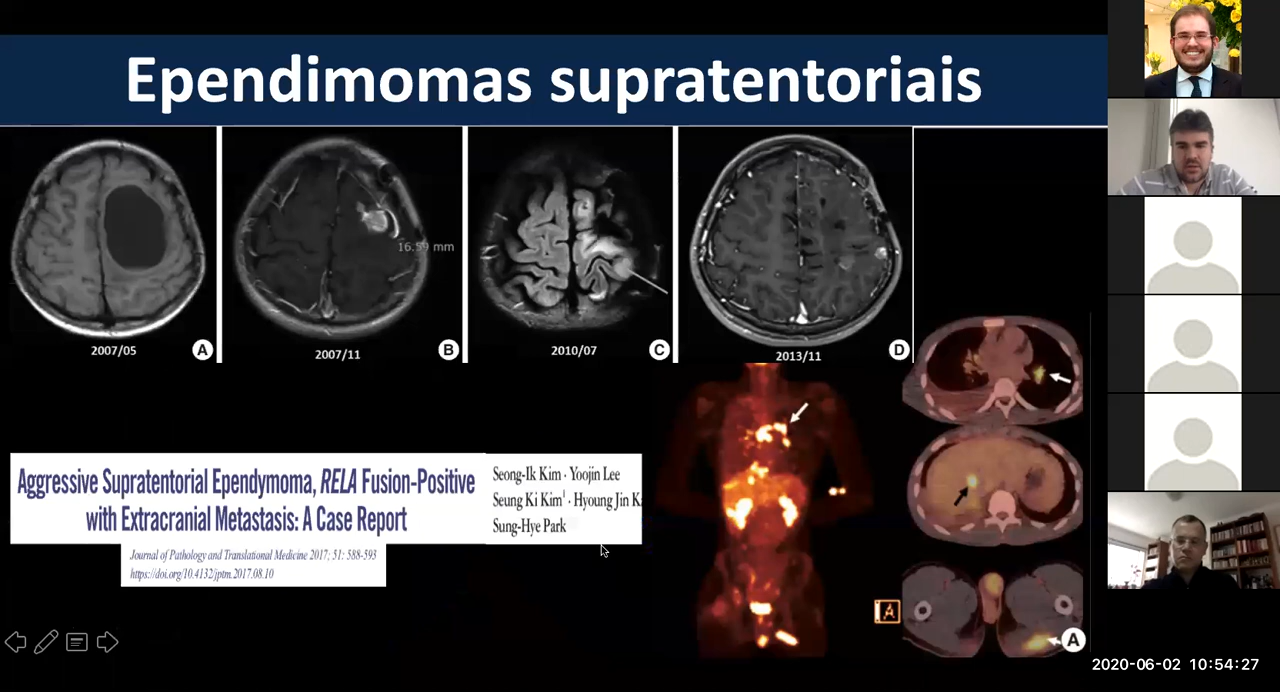 Ependimomas supratentoriais
16.59 mm
2007/05
A
2007/11
B
2010/07
C
2013/11
D
Aggressive Supratentorial Ependymoma, RELA Fusion-Positive
with Extracranial Metastasis: A Case Report
Journal of Pathology and Translational Medicine 2017; 51: 588-593
https://doi.org/10.4132/jptm.2017.08.10
Seong-Ik Kim · Yoojin Lee
Seung Ki Kim¹ · Hyoung Jin
Sung-Hye Park
A
A
2020-06-02 10:54:27